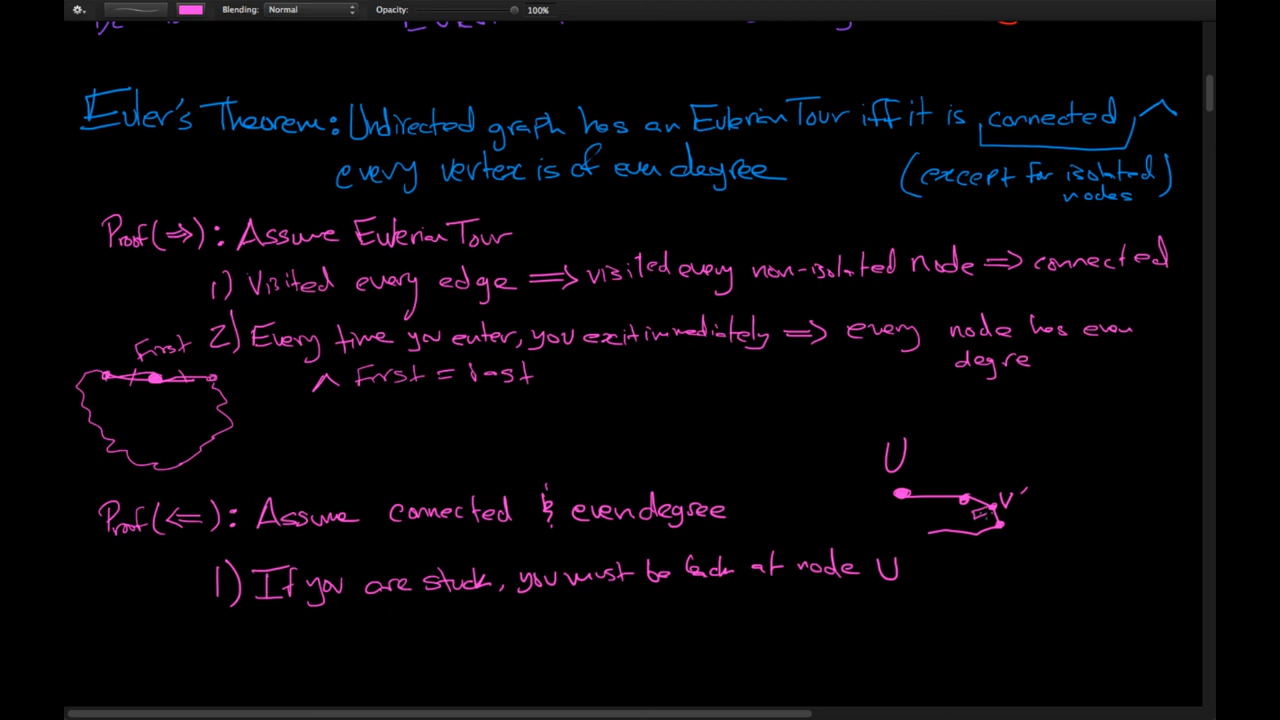 Blending: Normal Opacity: 100%
Euler's Theorem: Undirected graph has an Eulerian Tour iff it is connected ∧
every vertex is of even degree (except for isolated
nodes)
Proof (⇒): Assume Eulerian Tour
1) Visited every edge ⇒ visited every non-isolated node ⇒ connected
First 2) Every time you enter, you exit immediately ⇒ every node has even
degre
∧ First = last
U
Proof (⇐): Assume connected & even degree
V'
1) If you are stuck, you must be back at node U